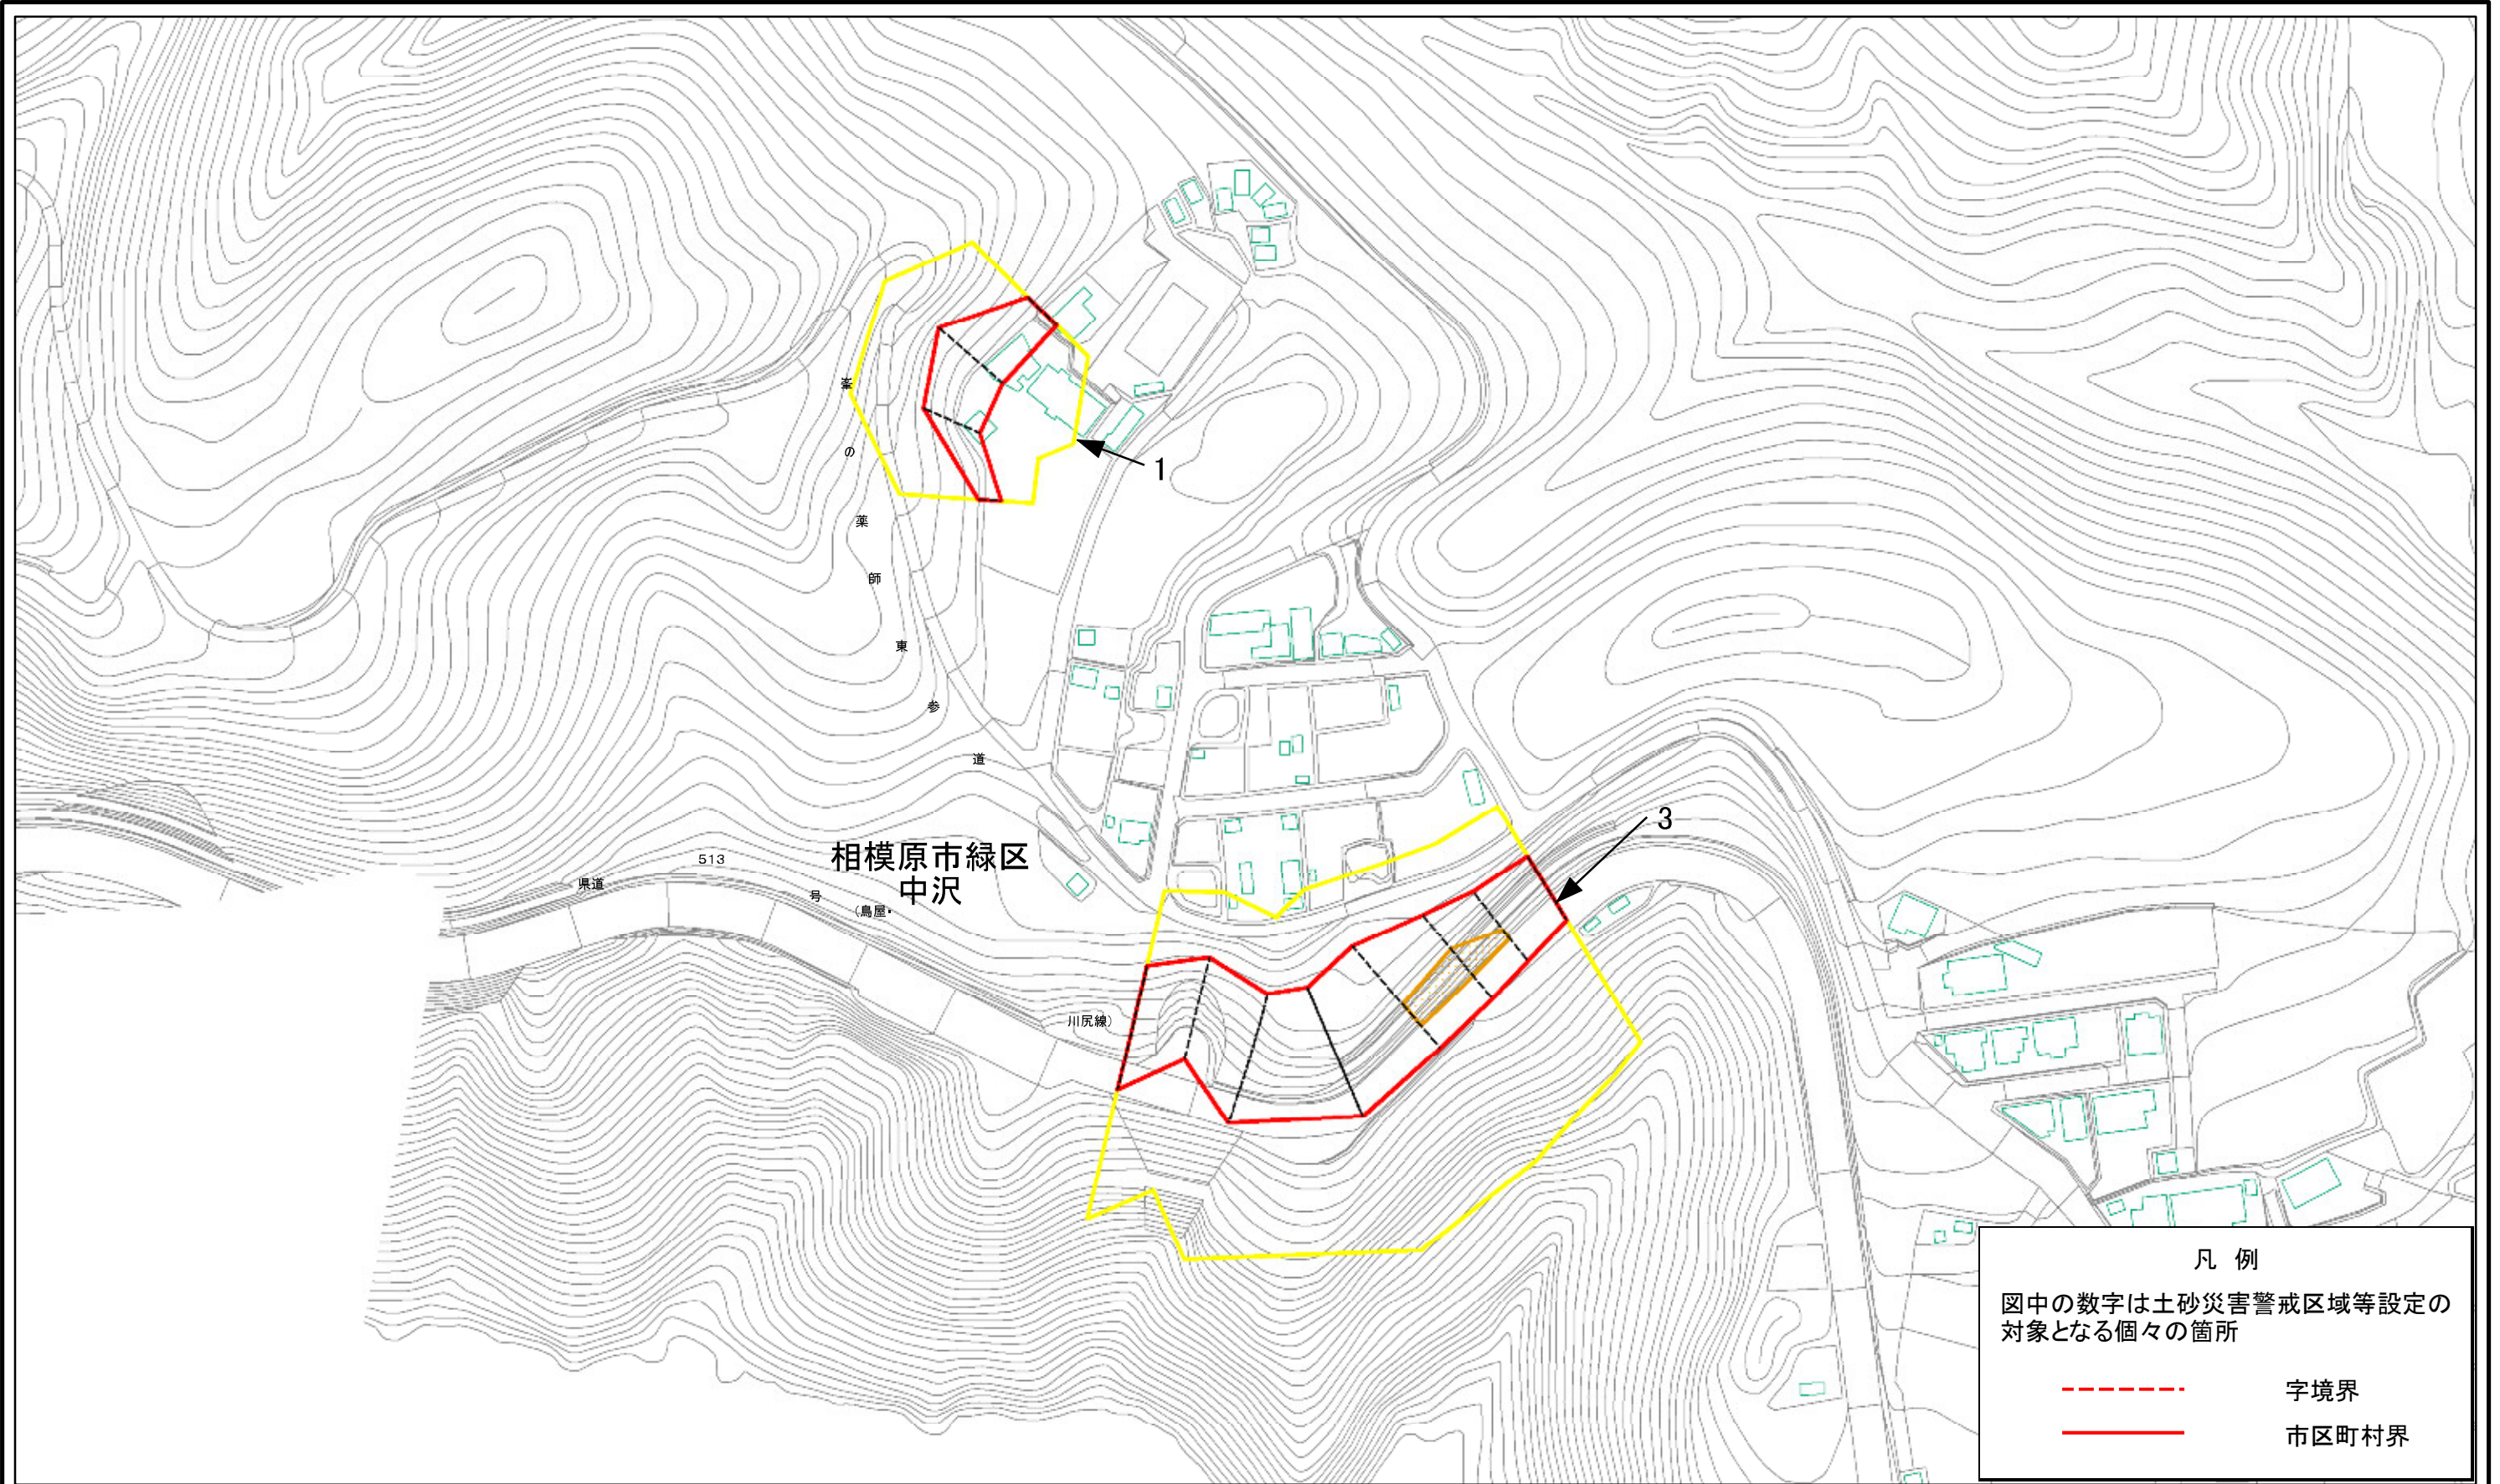 1
峯の薬師東参道
3
相模原市緑区
中沢
県道
513
号
(鳥屋・
川尻線)
凡 例
図中の数字は土砂災害警戒区域等設定の
対象となる個々の箇所
字境界
市区町村界